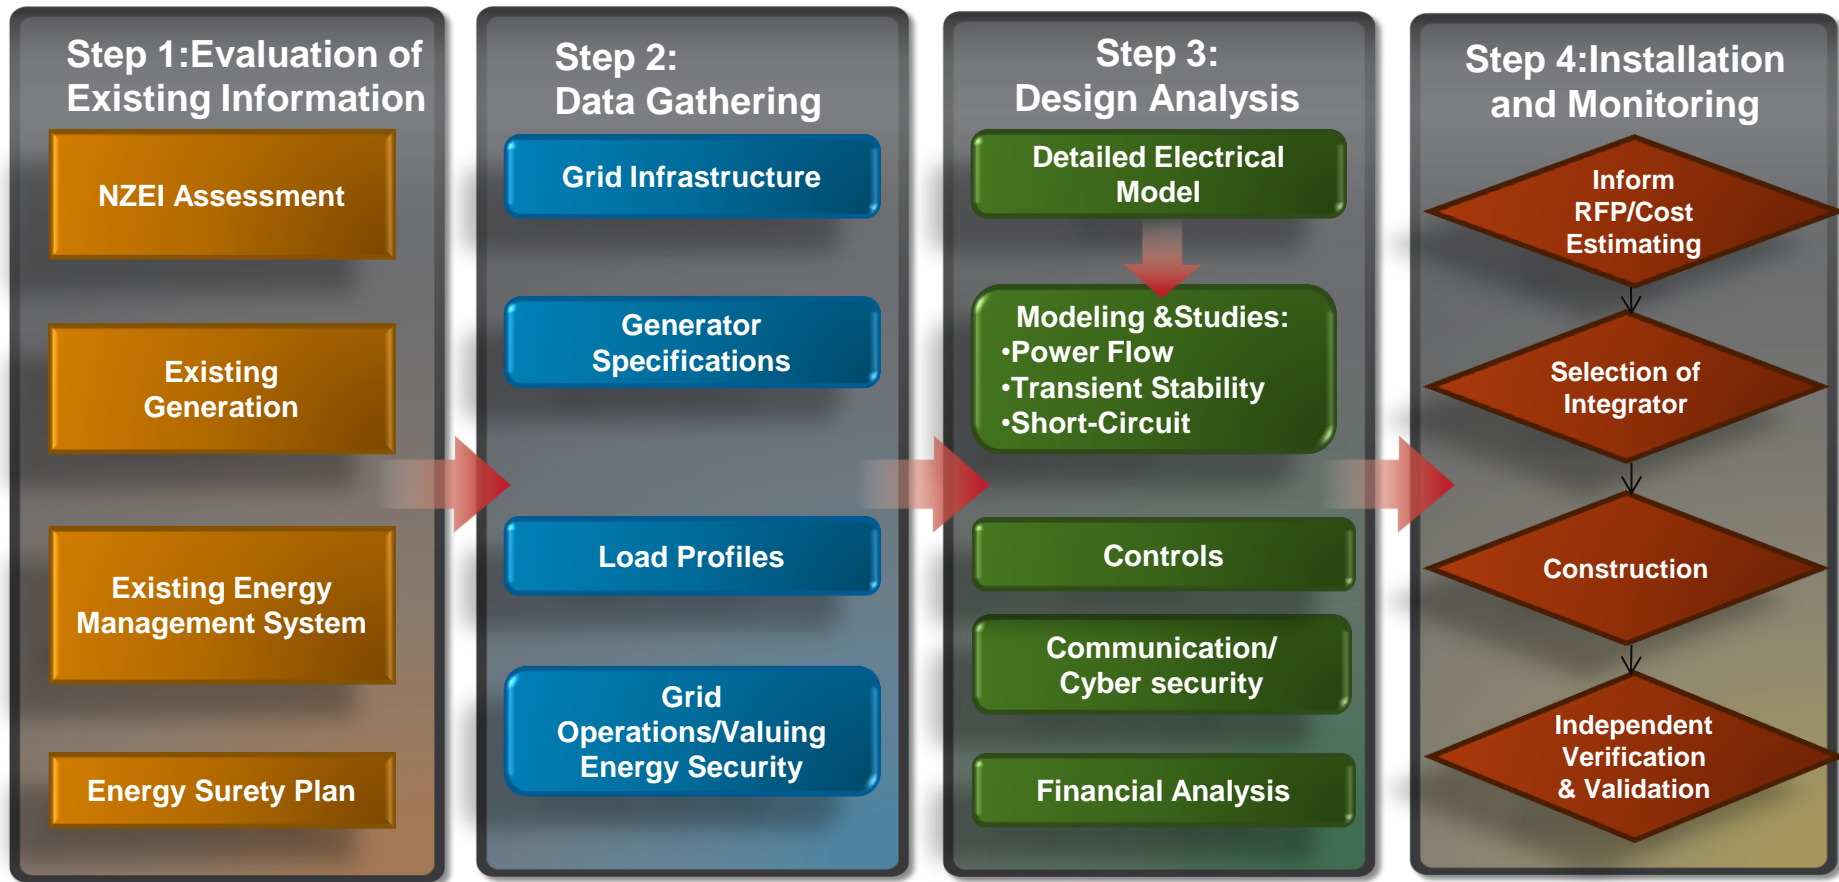 Step 1:Evaluation of
Existing Information
NZEI Assessment
Existing
Generation
Existing Energy
Management System
Energy Surety Plan
Step 2:
Data Gathering
Grid Infrastructure
Generator
Specifications
Load Profiles
Grid
Operations/Valuing
Energy Security
Step 3:
Design Analysis
Detailed Electrical
Model
Modeling &Studies:
•Power Flow
•Transient Stability
•Short-Circuit
Controls
Communication/
Cyber security
Financial Analysis
Step 4:Installation
and Monitoring
Inform
RFP/Cost
Estimating
Selection of
Integrator
Construction
Independent
Verification
& Validation